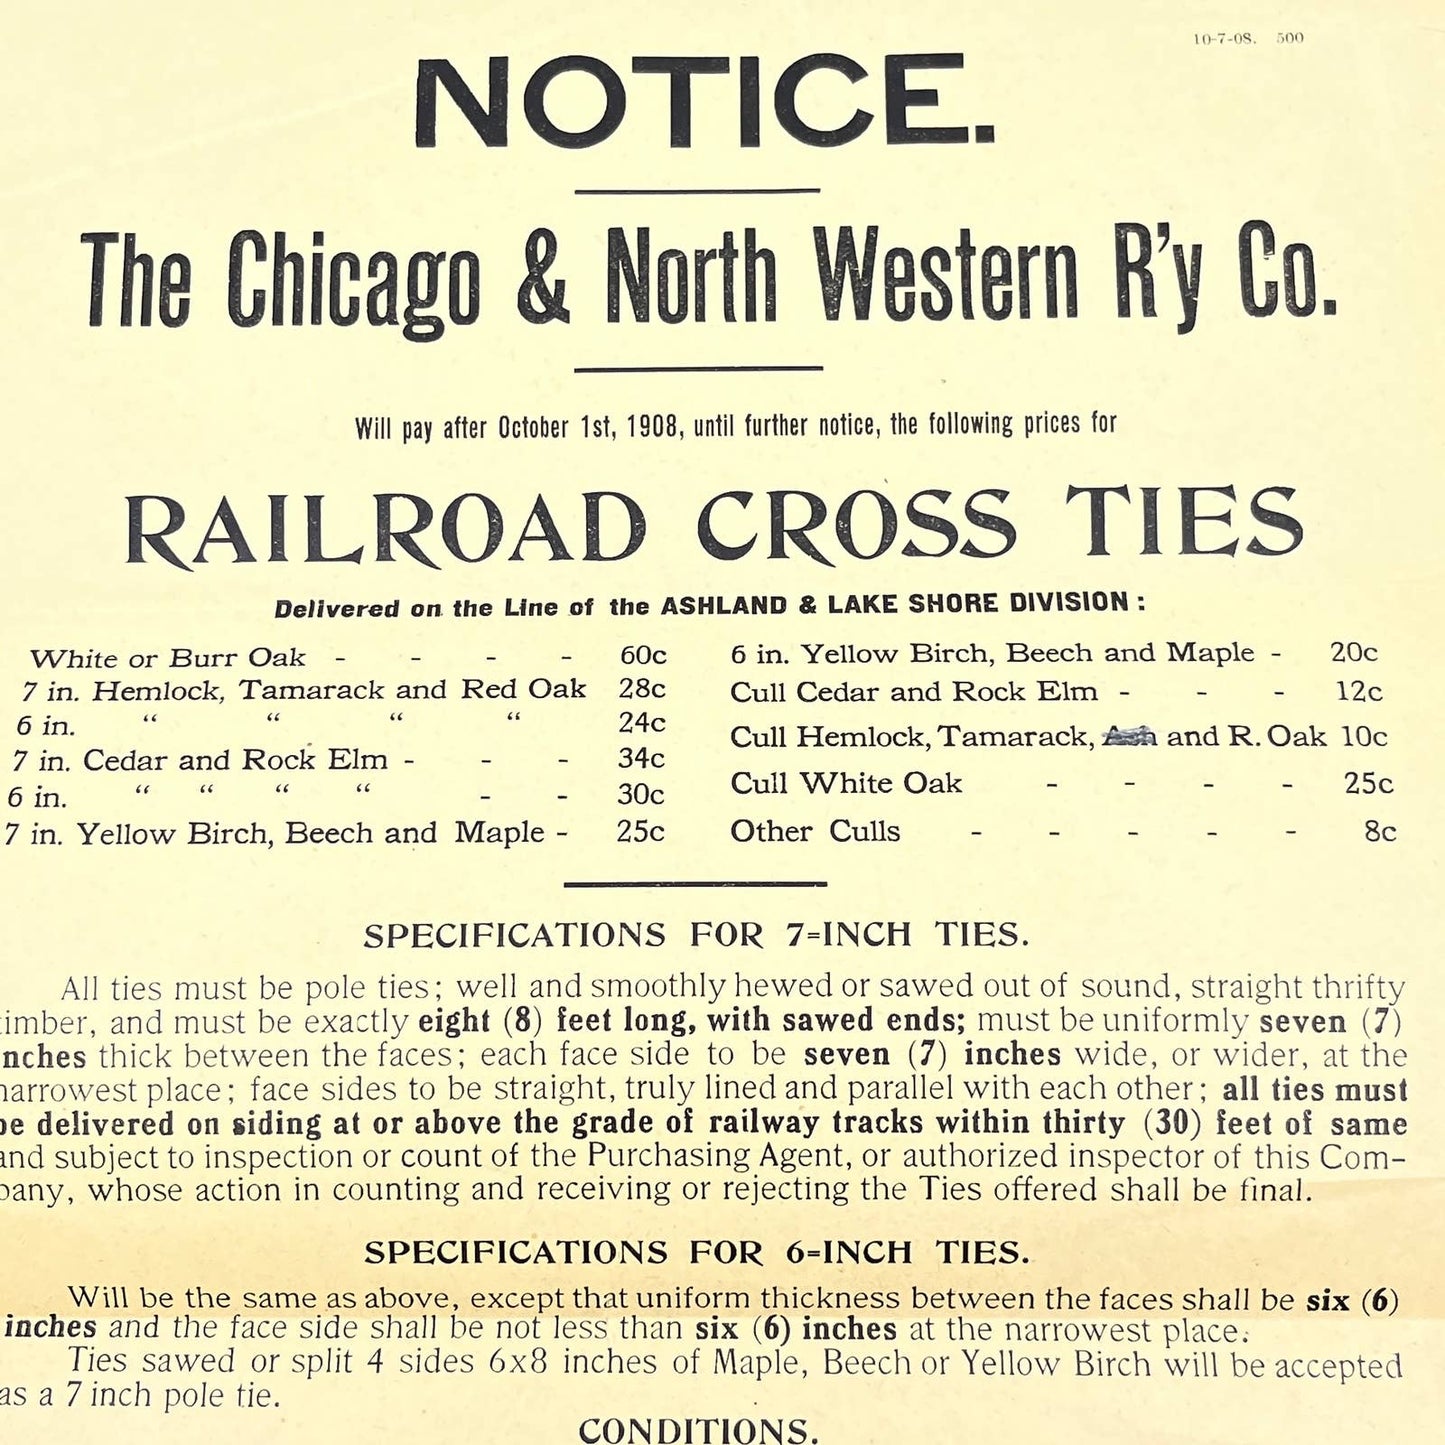 10-7-08. 500
NOTICE.
The Chicago & North Western R'y Co.
Will pay after October 1st, 1908, until further notice, the following prices for
RAILROAD CROSS TIES
Delivered on the Line of the ASHLAND & LAKE SHORE DIVISION :
White or Burr Oak - - - - 60c
7 in. Hemlock, Tamarack and Red Oak 28c
6 in. “ “ “ “ 24c
7 in. Cedar and Rock Elm - - - 34c
6 in. “ “ “ “ - - 30c
7 in. Yellow Birch, Beech and Maple - 25c
6 in. Yellow Birch, Beech and Maple - 20c
Cull Cedar and Rock Elm - - - 12c
Cull Hemlock, Tamarack, Ash and R. Oak 10c
Cull White Oak - - - - 25c
Other Culls - - - - - 8c
SPECIFICATIONS FOR 7=INCH TIES.
All ties must be pole ties; well and smoothly hewed or sawed out of sound, straight thrifty
imber, and must be exactly eight (8) feet long, with sawed ends; must be uniformly seven (7)
nches thick between the faces; each face side to be seven (7) inches wide, or wider, at the
narrowest place; face sides to be straight, truly lined and parallel with each other; all ties must
be delivered on siding at or above the grade of railway tracks within thirty (30) feet of same
and subject to inspection or count of the Purchasing Agent, or authorized inspector of this Com-
pany, whose action in counting and receiving or rejecting the Ties offered shall be final.
SPECIFICATIONS FOR 6=INCH TIES.
Will be the same as above, except that uniform thickness between the faces shall be six (6)
inches and the face side shall be not less than six (6) inches at the narrowest place.
Ties sawed or split 4 sides 6x8 inches of Maple, Beech or Yellow Birch will be accepted
as a 7 inch pole tie.
CONDITIONS.